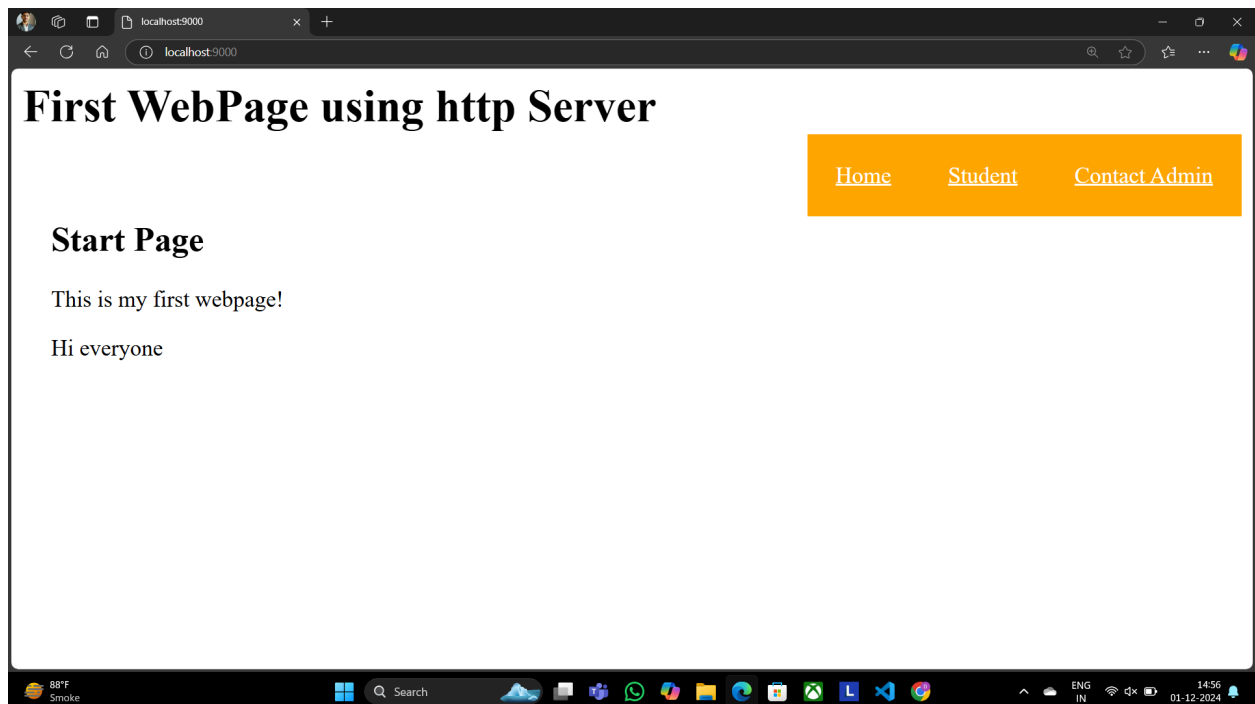 localhost:9000
localhost:9000
First WebPage using http Server
Home Student Contact Admin
Start Page
This is my first webpage!
Hi everyone
88°F
Smoke
Search
L
ENG
IN
14:56
01-12-2024